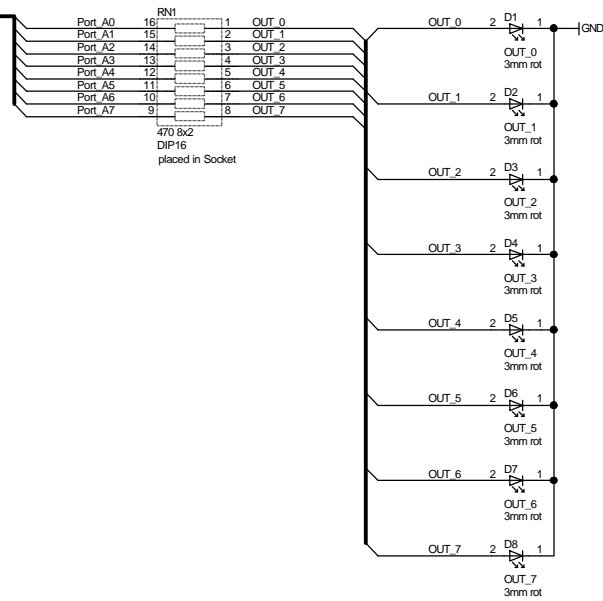 RN1
Port_A0 16 1 OUT_0
Port_A1 15 2 OUT_1
Port_A2 14 3 OUT_2
Port_A3 13 4 OUT_3
Port_A4 12 5 OUT_4
Port_A5 11 6 OUT_5
Port_A6 10 7 OUT_6
Port_A7 9 8 OUT_7
470 8x2
DIP16
placed in Socket
OUT_0 2 D1 1 GND
OUT_0
3mm rot
OUT_1 2 D2 1
OUT_1
3mm rot
OUT_2 2 D3 1
OUT_2
3mm rot
OUT_3 2 D4 1
OUT_3
3mm rot
OUT_4 2 D5 1
OUT_4
3mm rot
OUT_5 2 D6 1
OUT_5
3mm rot
OUT_6 2 D7 1
OUT_6
3mm rot
OUT_7 2 D8 1
OUT_7
3mm rot